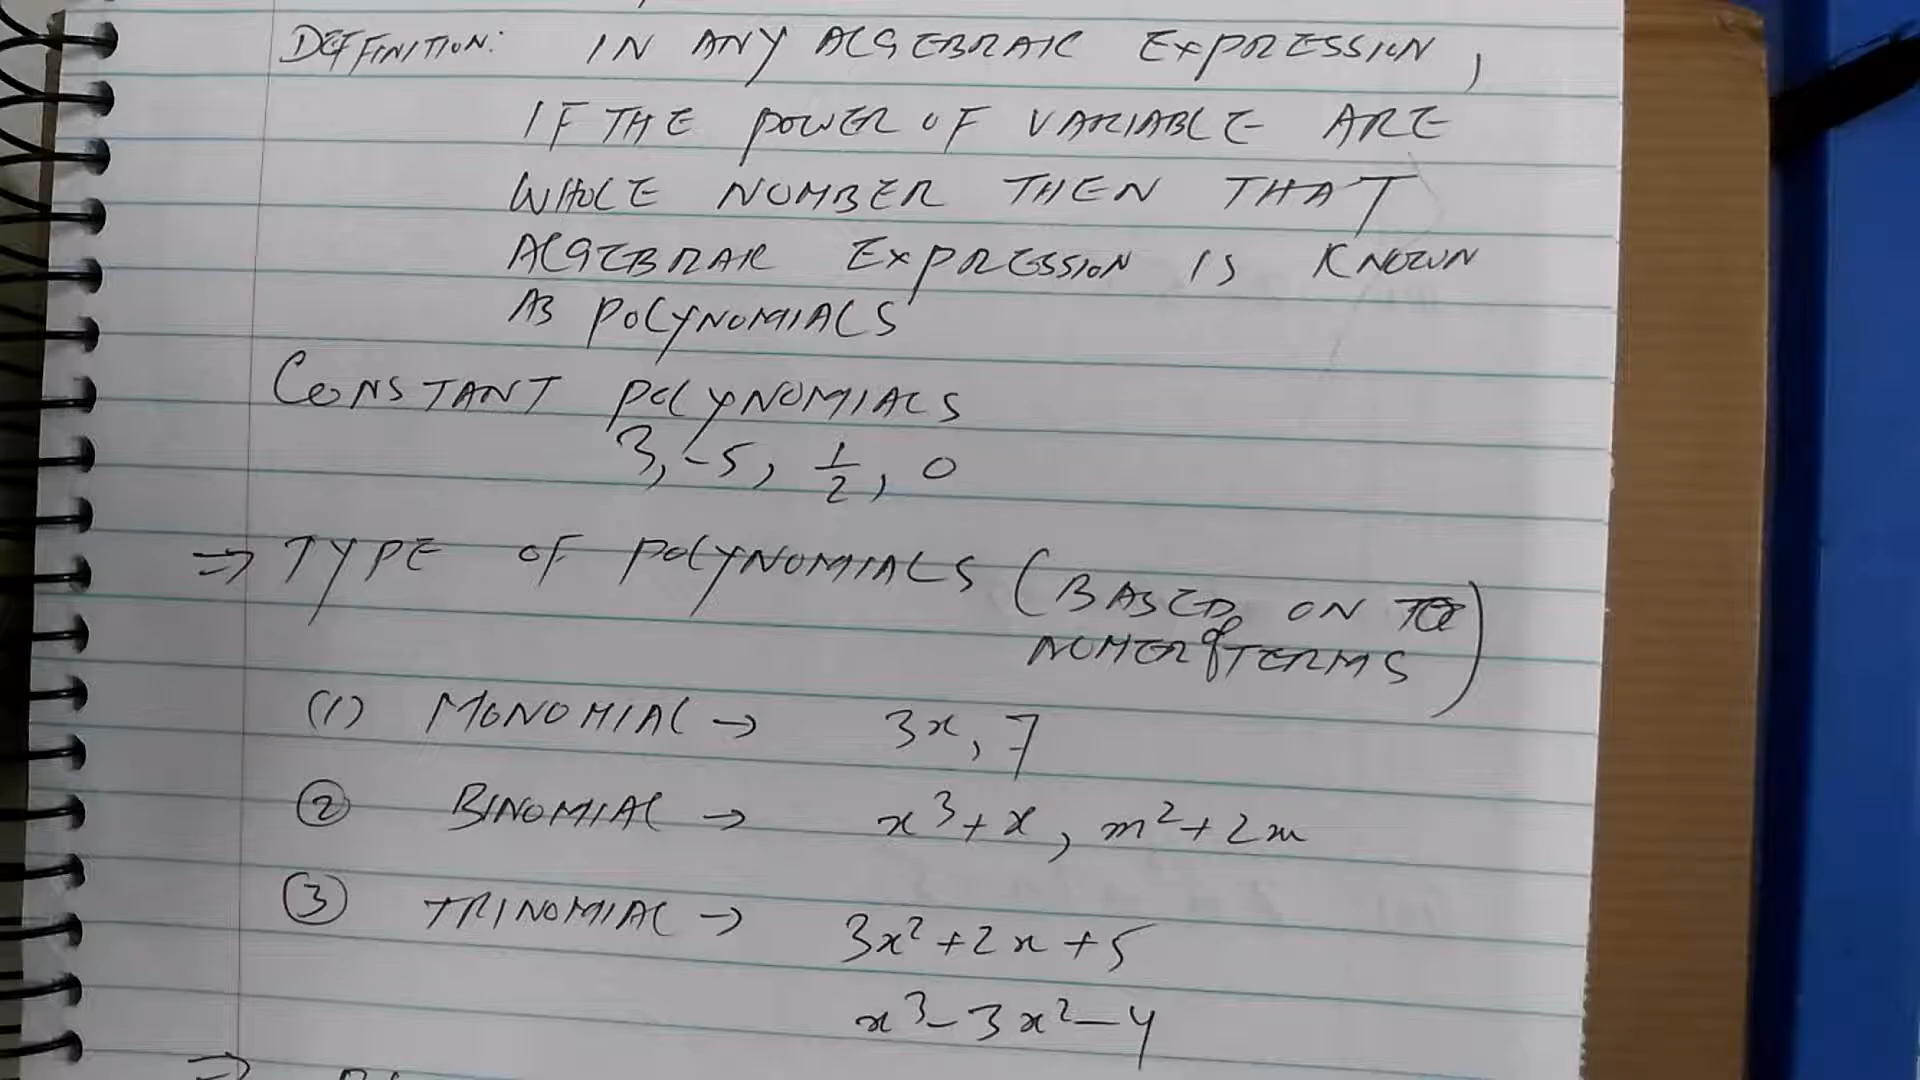 DEFFINITION: IN ANY ALGEBRAIC EXPRESSION,
IF THE POWER OF VARIABLE ARE
WHOLE NUMBER THEN THAT
ALGEBRAIC EXPRESSION IS KNOWN
AS POLYNOMIALS
CONSTANT POLYNOMIALS
3, -5, 1/2, 0
⇒ TYPE OF POLYNOMIALS (BASED ON
NUMER OF TERMS)
(1) MONOMIAL → 3x, 7
② BINOMIAL → x³+x, m²+2m
③ TRINOMIAL → 3x²+2x+5
x³-3x²-4
⇒